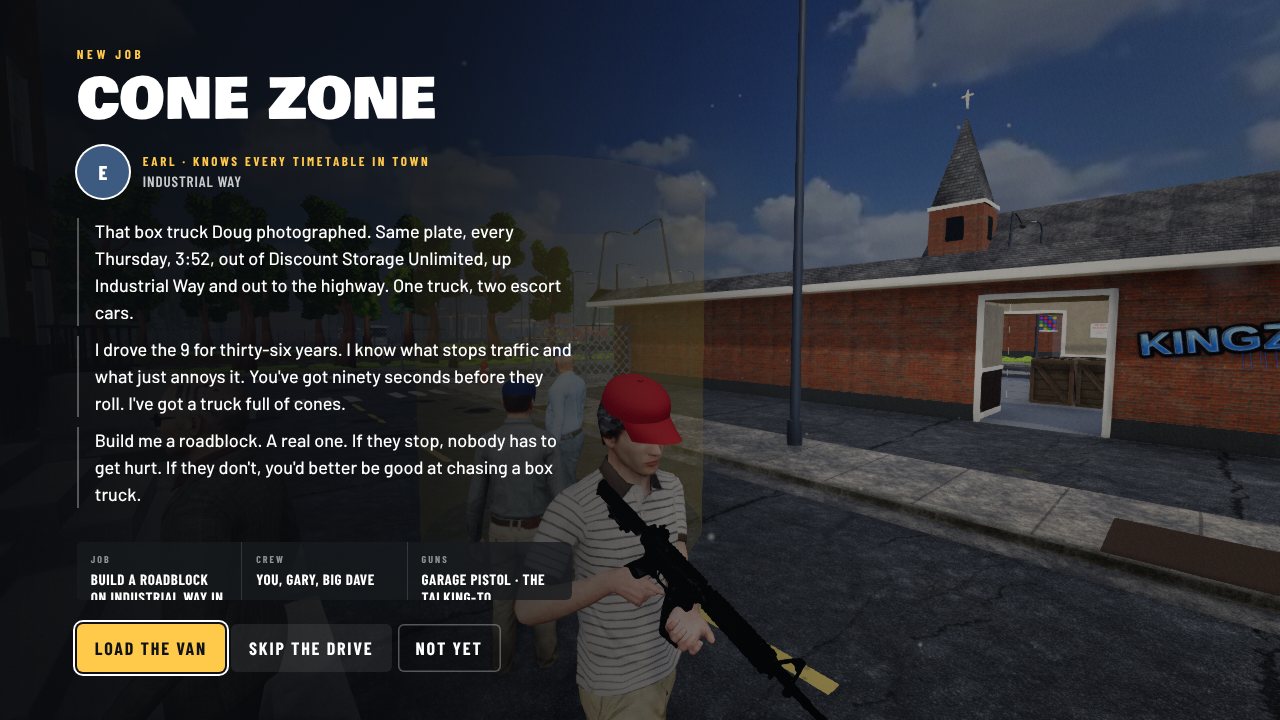 NEW JOB
CONE ZONE
E
EARL · KNOWS EVERY TIMETABLE IN TOWN
INDUSTRIAL WAY
That box truck Doug photographed. Same plate, every
Thursday, 3:52, out of Discount Storage Unlimited, up
Industrial Way and out to the highway. One truck, two escort
cars.
I drove the 9 for thirty-six years. I know what stops traffic and
what just annoys it. You've got ninety seconds before they
roll. I've got a truck full of cones.
Build me a roadblock. A real one. If they stop, nobody has to
get hurt. If they don't, you'd better be good at chasing a box
truck.
JOB
BUILD A ROADBLOCK
ON INDUSTRIAL WAY IN
CREW
YOU, GARY, BIG DAVE
GUNS
GARAGE PISTOL · THE
TALKING-TO
LOAD THE VAN
SKIP THE DRIVE
NOT YET
KINGZ